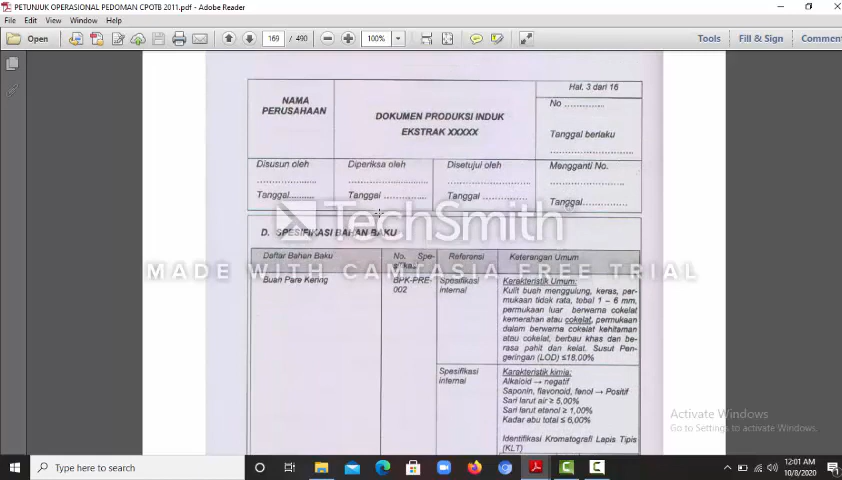 PETUNJUK OPERASIONAL PEDOMAN CPOTB 2011.pdf - Adobe Reader
File Edit View Window Help
Open 169 / 490 100% Tools Fill & Sign Comment
Hal. 3 dari 16
NAMA PERUSAHAAN
DOKUMEN PRODUKSI INDUK
EKSTRAK XXXXX
No ..............
Tanggal berlaku
..........................
Disusun oleh Diperiksa oleh Disetujui oleh Mengganti No.
Tanggal.......... Tanggal .............. Tanggal .............. Tanggal..............
TechSmith
D. SPESIFIKASI BAHAN BAKU
MADE WITH CAMTASIA FREE TRIAL
Daftar Bahan Baku No. Spe- Referensi Keterangan Umum
Buah Pare Kering BPK-PRE-002 Spesifikasi internal
Karakteristik Umum:
Kulit buah menggulung, keras, per-
mukaan tidak rata, tebal 1 – 6 mm,
permukaan luar berwarna cokelat
kemerahan atau cokelat, permukaan
dalam berwarna cokelat kehitaman
atau cokelat, berbau khas dan be-
rasa pahit dan kelat. Susut Pen-
geringan (LOD) ≤18.00%
Spesifikasi internal
Karakteristik kimia:
Alkaloid → negatif
Saponin, flavonoid, fenol → Positif
Sari larut air ≥ 5,00%
Sari larut etanol ≥ 1,00%
Kadar abu total ≤ 6,00%
Identifikasi Kromatografi Lapis Tipis
(KLT)
Activate Windows
Go to Settings to activate Windows.
Type here to search
12:01 AM
10/8/2020